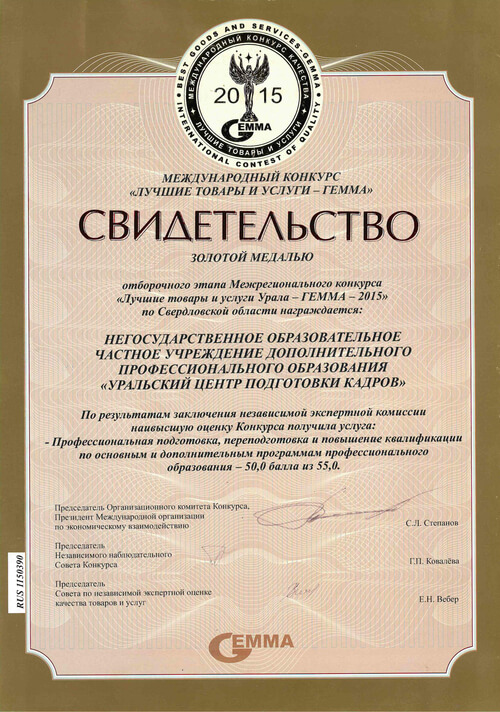 • BEST GOODS AND SERVICES-GEMMA •
INTERNATIONAL CONTEST OF QUALITY
МЕЖДУНАРОДНЫЙ КОНКУРС КАЧЕСТВА
2015
GEMMA
ЛУЧШИЕ ТОВАРЫ И УСЛУГИ
МЕЖДУНАРОДНЫЙ КОНКУРС
«ЛУЧШИЕ ТОВАРЫ И УСЛУГИ – ГЕММА»
СВИДЕТЕЛЬСТВО
ЗОЛОТОЙ МЕДАЛЬЮ
отборочного этапа Межрегионального конкурса
«Лучшие товары и услуги Урала – ГЕММА – 2015»
по Свердловской области награждается:
НЕГОСУДАРСТВЕННОЕ ОБРАЗОВАТЕЛЬНОЕ
ЧАСТНОЕ УЧРЕЖДЕНИЕ ДОПОЛНИТЕЛЬНОГО
ПРОФЕССИОНАЛЬНОГО ОБРАЗОВАНИЯ
«УРАЛЬСКИЙ ЦЕНТР ПОДГОТОВКИ КАДРОВ»
По результатам заключения независимой экспертной комиссии
наивысшую оценку Конкурса получила услуга:
- Профессиональная подготовка, переподготовка и повышение квалификации
по основным и дополнительным программам профессионального
образования – 50,0 балла из 55,0.
Председатель Организационного комитета Конкурса,
Президент Международной организации
по экономическому взаимодействию
С.Л. Степанов
Председатель
Независимого наблюдательного
Совета Конкурса
Г.П. Ковалёва
Председатель
Совета по независимой экспертной оценке
качества товаров и услуг
Е.Н. Вебер
RUS 1150390
GEMMA